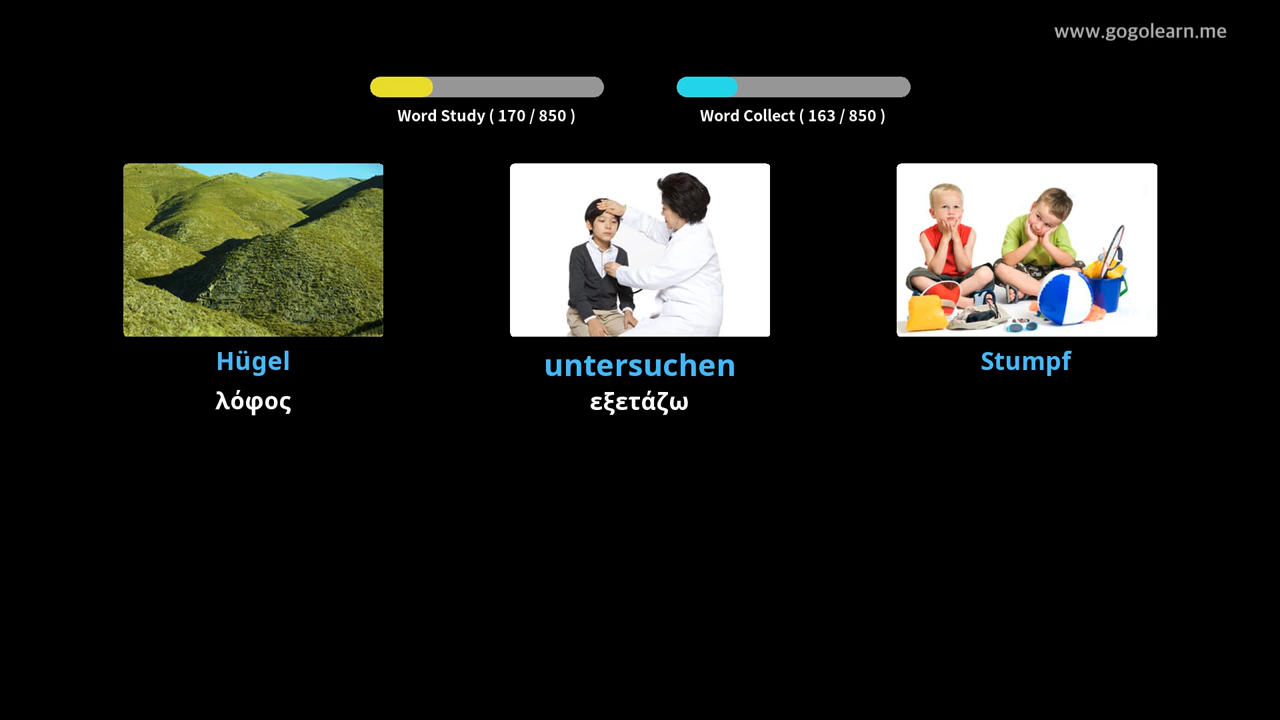 www.gogolearn.me
Word Study ( 170 / 850 )
Word Collect ( 163 / 850 )
Hügel
untersuchen
Stumpf
λόφος
εξετάζω